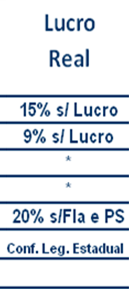 Lucro
Real
15% s/ Lucro
9% s/ Lucro
*
*
20% s/Fla e PS
Conf. Leg. Estadual